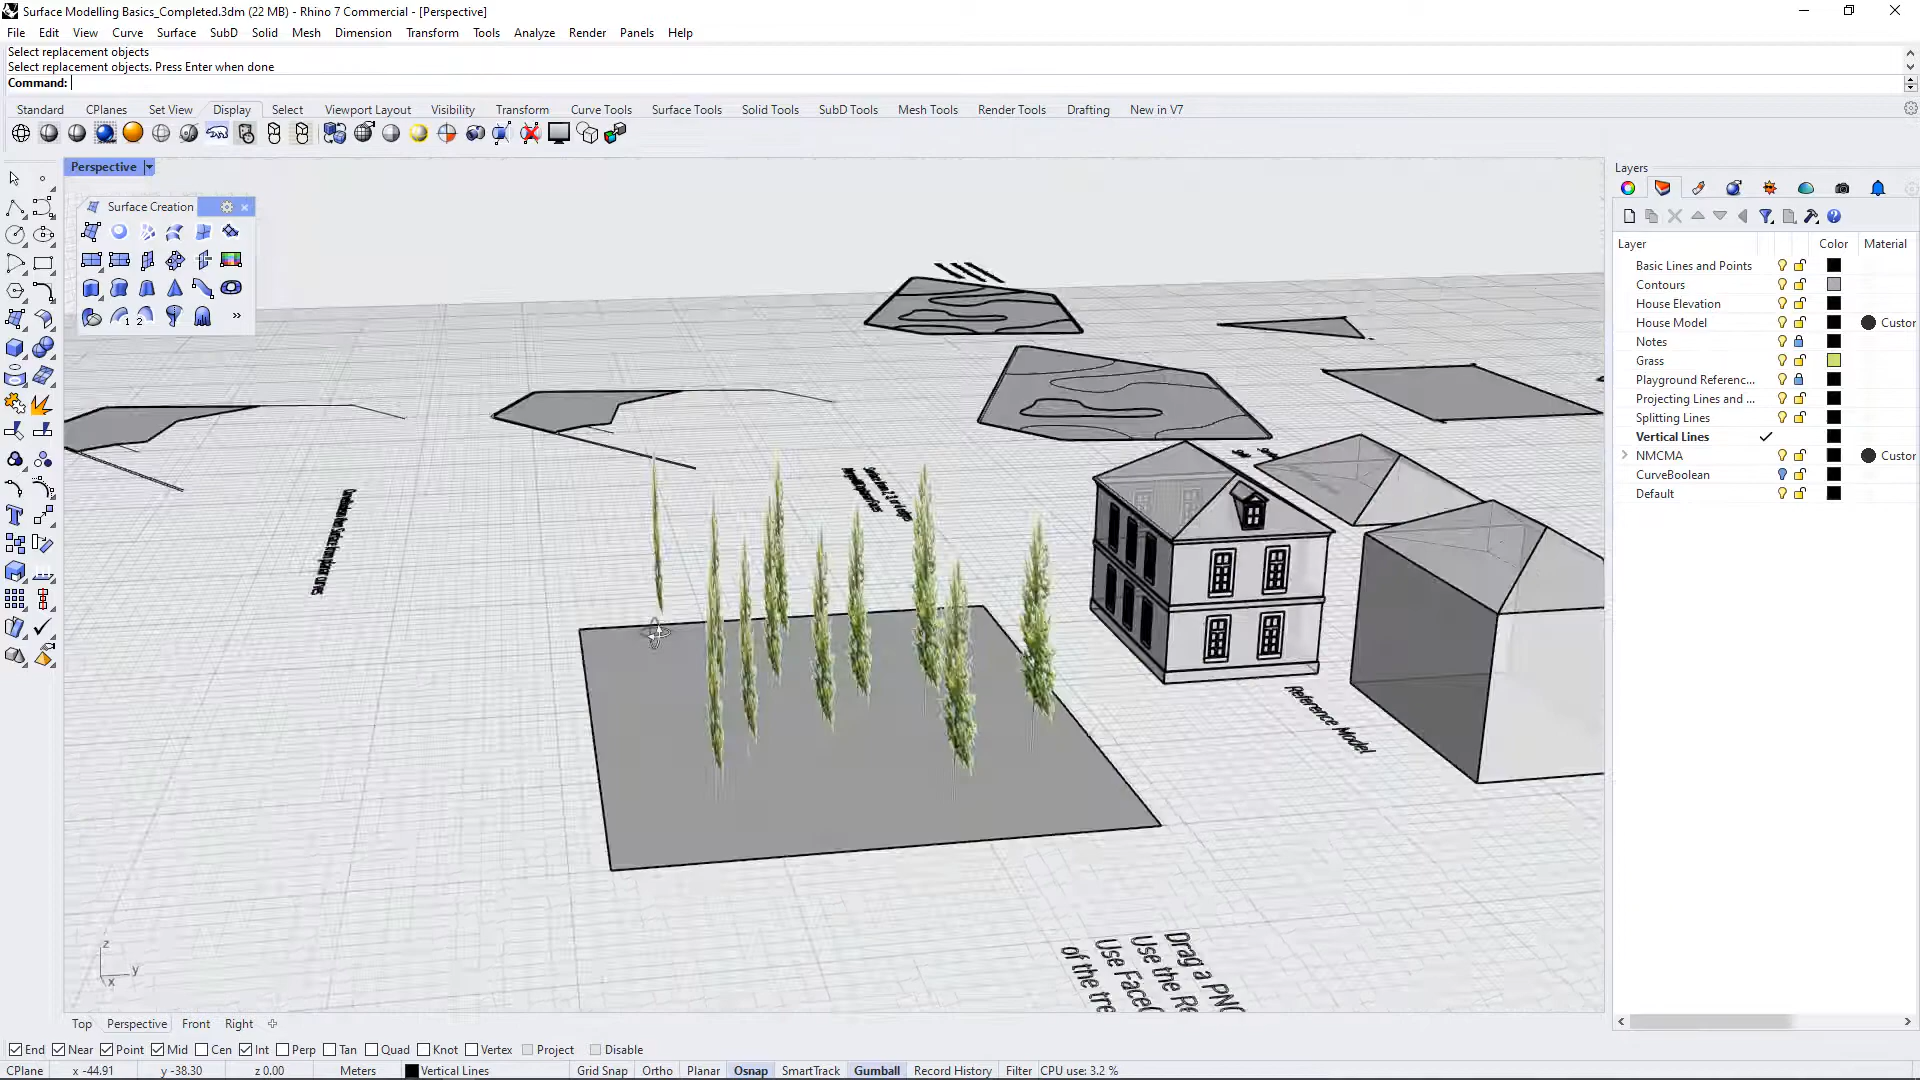 Surface Modelling Basics_Completed.3dm (22 MB) - Rhino 7 Commercial - [Perspective]
File Edit View Curve Surface SubD Solid Mesh Dimension Transform Tools Analyze Render Panels Help
Select replacement objects
Select replacement objects. Press Enter when done
Command:
Standard CPlanes Set View Display Select Viewport Layout Visibility Transform Curve Tools Surface Tools Solid Tools SubD Tools Mesh Tools Render Tools Drafting New in V7
Perspective
Layers
Surface Creation
Layer Color Material
Basic Lines and Points
Contours
House Elevation
House Model Custor
Notes
Grass
Playground Referenc...
Projecting Lines and ...
Splitting Lines
Vertical Lines
NMCMA Custor
CurveBoolean
Default
1 2
Reference Model
Drag a PNG
Use the Re
Use FaceC
of the tre
z
y
x
Top Perspective Front Right
End Near Point Mid Cen Int Perp Tan Quad Knot Vertex Project Disable
CPlane x -44.91 y -38.30 z 0.00 Meters Vertical Lines Grid Snap Ortho Planar Osnap SmartTrack Gumball Record History Filter CPU use: 3.2 %